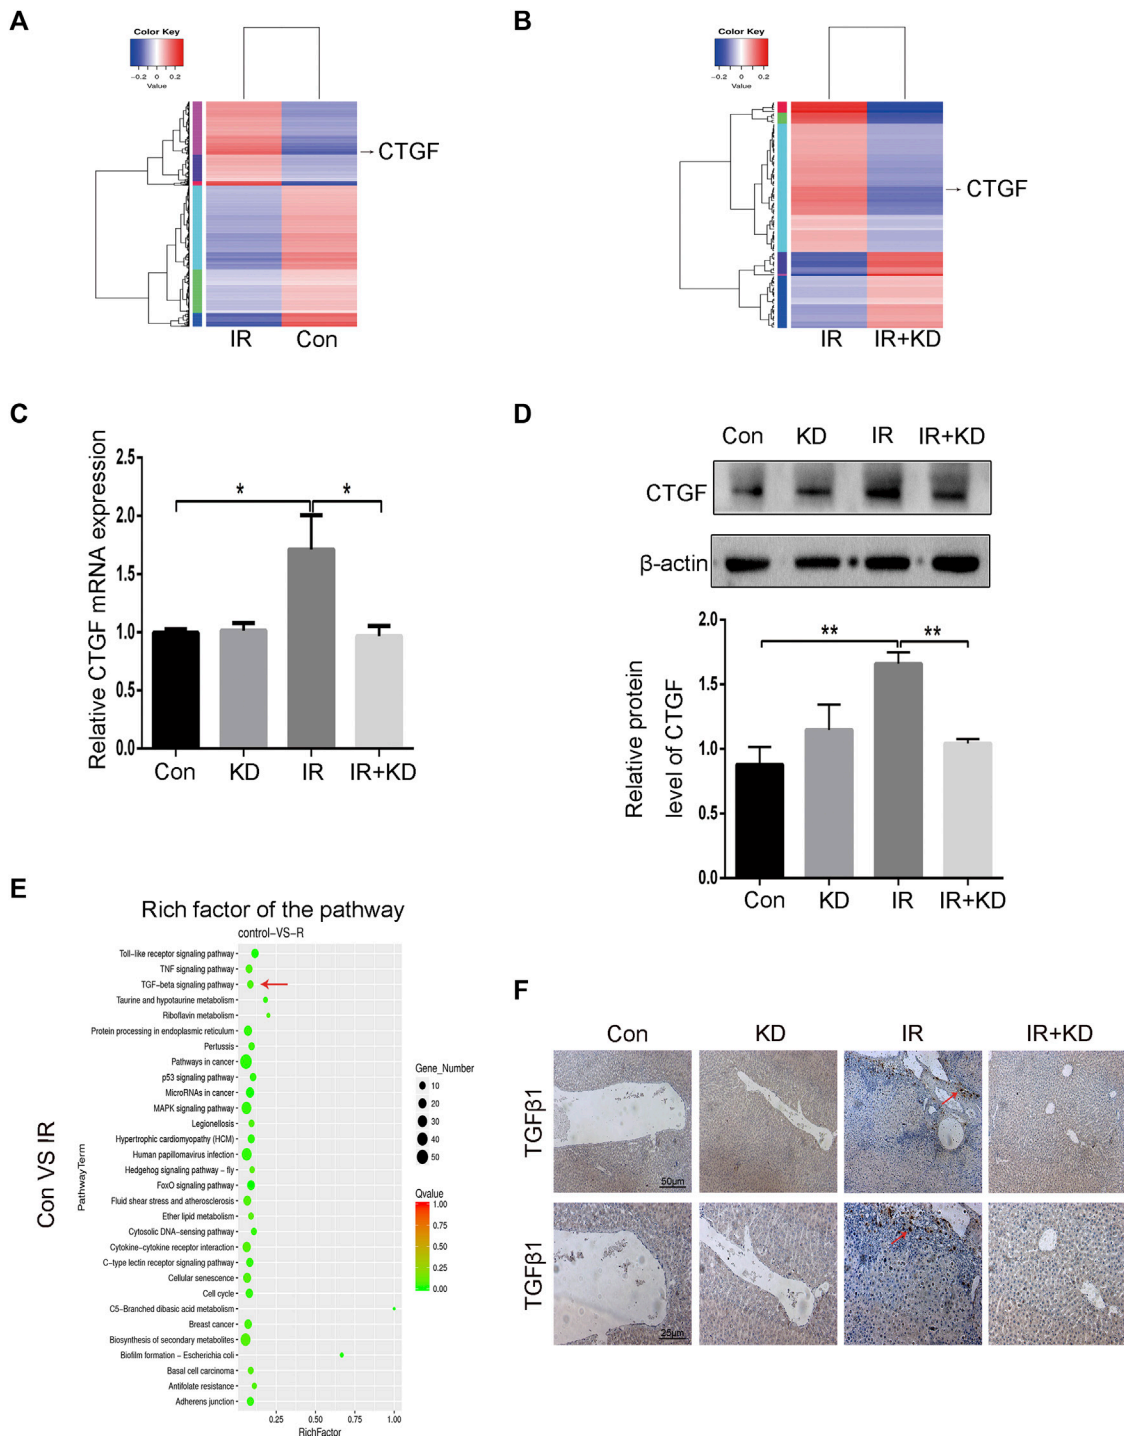 A
Color Key
−0.2 0 0.2
Value
CTGF
IR Con
B
Color Key
−0.2 0 0.2
Value
CTGF
IR IR+KD
C
Relative CTGF mRNA expression
2.5
2.0
1.5
1.0
0.5
0.0
* *
Con KD IR IR+KD
D
Con KD IR IR+KD
CTGF
β-actin
Relative protein
level of CTGF
2.0
1.5
1.0
0.5
0.0
** **
Con KD IR IR+KD
E
Rich factor of the pathway
control−VS−R
Con VS IR
PathwayTerm
Toll−like receptor signaling pathway
TNF signaling pathway
TGF−beta signaling pathway
Taurine and hypotaurine metabolism
Riboflavin metabolism
Protein processing in endoplasmic reticulum
Pertussis
Pathways in cancer
p53 signaling pathway
MicroRNAs in cancer
MAPK signaling pathway
Legionellosis
Hypertrophic cardiomyopathy (HCM)
Human papillomavirus infection
Hedgehog signaling pathway − fly
FoxO signaling pathway
Fluid shear stress and atherosclerosis
Ether lipid metabolism
Cytosolic DNA−sensing pathway
Cytokine−cytokine receptor interaction
C−type lectin receptor signaling pathway
Cellular senescence
Cell cycle
C5−Branched dibasic acid metabolism
Breast cancer
Biosynthesis of secondary metabolites
Biofilm formation − Escherichia coli
Basal cell carcinoma
Antifolate resistance
Adherens junction
0.25 0.50 0.75 1.00
RichFactor
Gene_Number
10
20
30
40
50
Qvalue
1.00
0.75
0.50
0.25
0.00
F
Con KD IR IR+KD
TGFβ1
50μm
TGFβ1
25μm